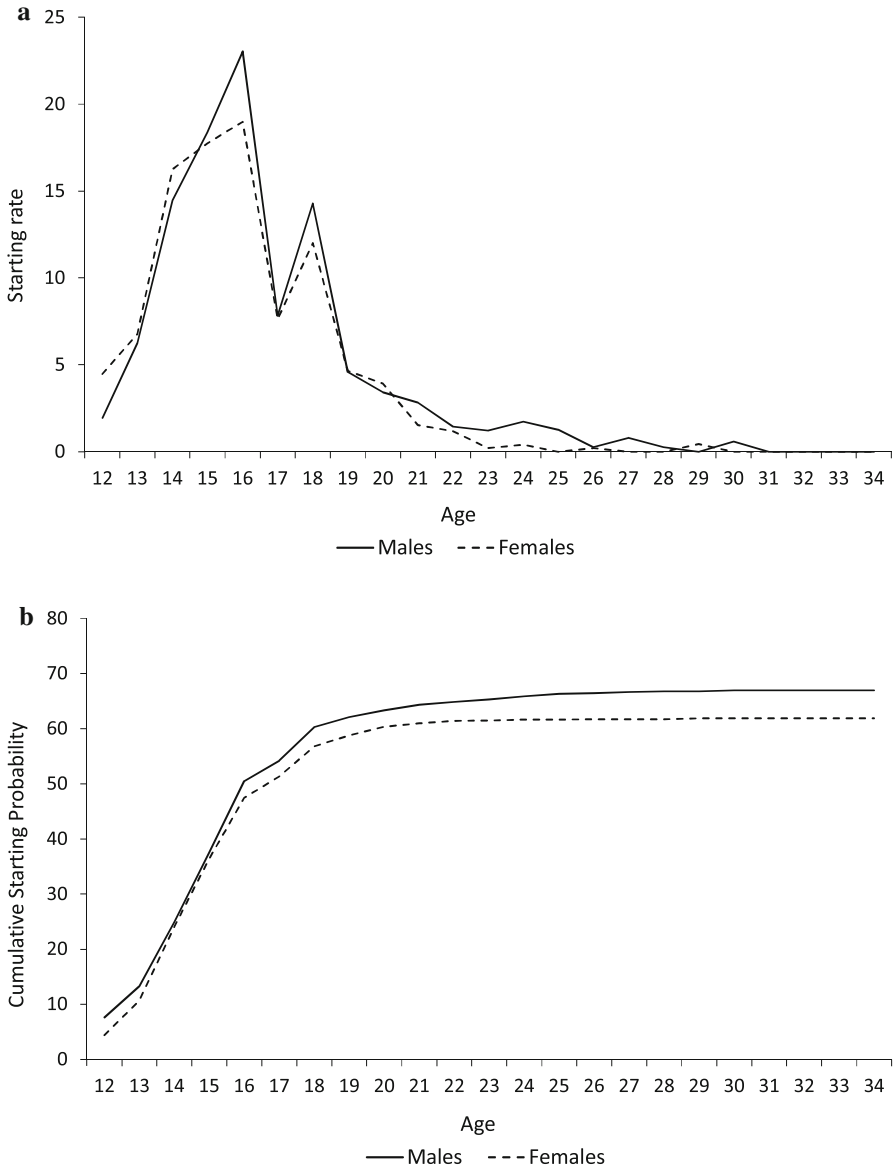 a
25
20
15
10
5
0
Starting rate
12 13 14 15 16 17 18 19 20 21 22 23 24 25 26 27 28 29 30 31 32 33 34
Age
Males Females
b
80
70
60
50
40
30
20
10
0
Cumulative Starting Probability
12 13 14 15 16 17 18 19 20 21 22 23 24 25 26 27 28 29 30 31 32 33 34
Age
Males Females